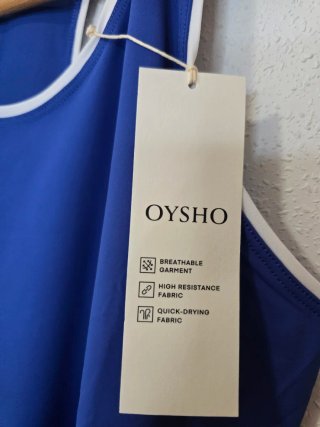 OYSHO
BREATHABLE
GARMENT
HIGH RESISTANCE
FABRIC
QUICK-DRYING
FABRIC